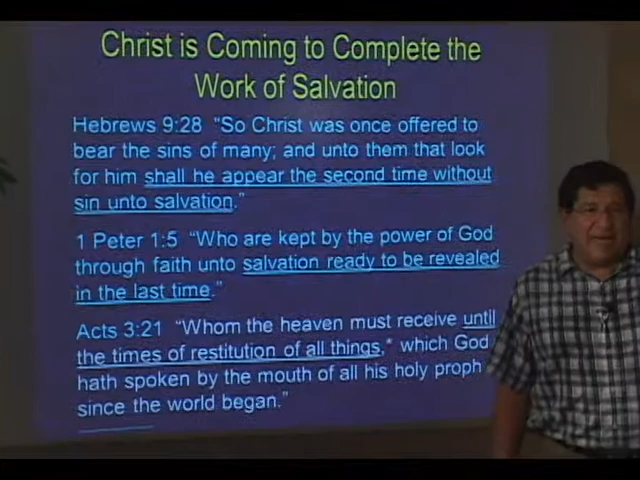 Christ is Coming to Complete the
Work of Salvation
Hebrews 9:28 "So Christ was once offered to
bear the sins of many; and unto them that look
for him shall he appear the second time without
sin unto salvation."
1 Peter 1:5 "Who are kept by the power of God
through faith unto salvation ready to be revealed
in the last time."
Acts 3:21 "Whom the heaven must receive until
the times of restitution of all things," which God
hath spoken by the mouth of all his holy proph
since the world began."